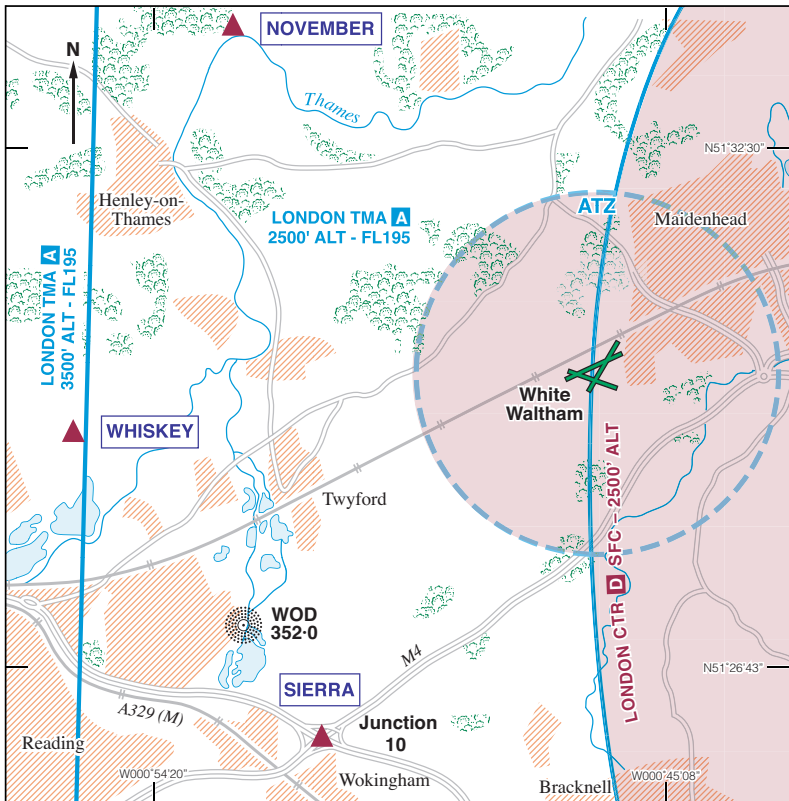 NOVEMBER
N
Thames
N51°32'30"
Henley-on-
Thames
LONDON TMA A
2500' ALT - FL195
ATZ
Maidenhead
LONDON TMA A
3500' ALT - FL195
White
Waltham
WHISKEY
Twyford
LONDON CTR D SFC – 2500' ALT
WOD
352·0
M4
N51°26'43"
SIERRA
A329 (M)
Junction
10
Reading
W000°54'20"
Wokingham
Bracknell
W000°45'08"